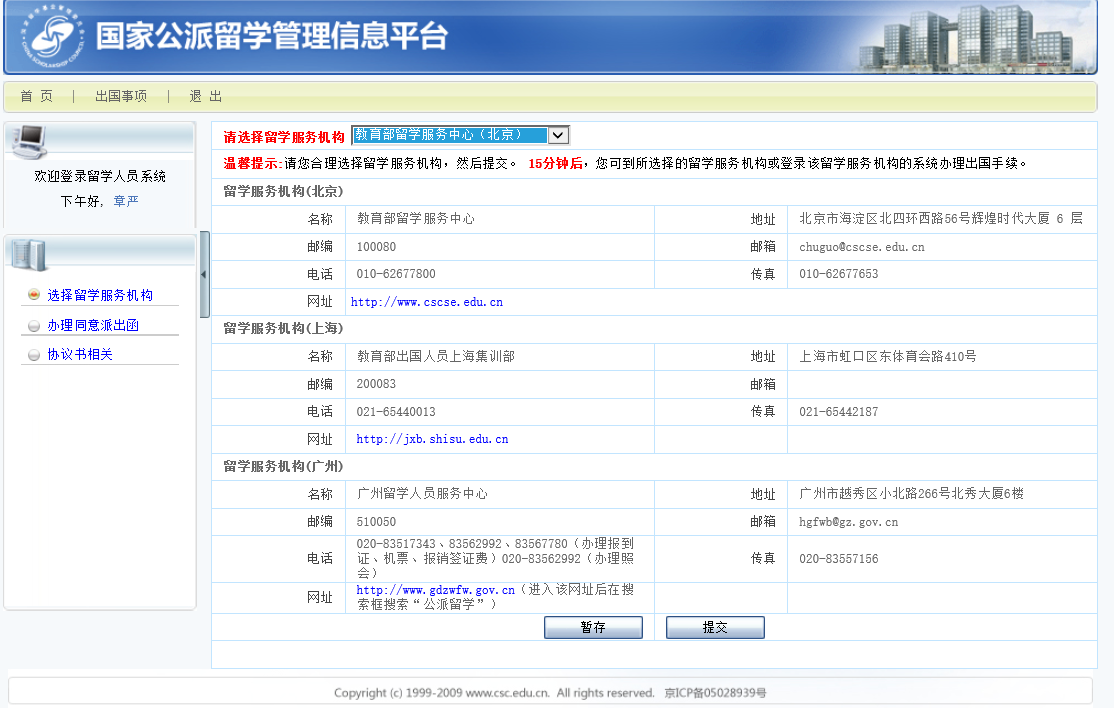 国家公派留学管理信息平台
首 页 | 出国事项 | 退 出
欢迎登录留学人员系统
下午好, 章严
选择留学服务机构
办理同意派出函
协议书相关
请选择留学服务机构 教育部留学服务中心（北京）
温馨提示:请您合理选择留学服务机构，然后提交。 15分钟后，您可到所选择的留学服务机构或登录该留学服务机构的系统办理出国手续。
留学服务机构(北京)
名称 教育部留学服务中心 地址 北京市海淀区北四环西路56号辉煌时代大厦 6 层
邮编 100080 邮箱 chuguo@cscse.edu.cn
电话 010-62677800 传真 010-62677653
网址 http://www.cscse.edu.cn
留学服务机构(上海)
名称 教育部出国人员上海集训部 地址 上海市虹口区东体育会路410号
邮编 200083 邮箱
电话 021-65440013 传真 021-65442187
网址 http://jxb.shisu.edu.cn
留学服务机构(广州)
名称 广州留学人员服务中心 地址 广州市越秀区小北路266号北秀大厦6楼
邮编 510050 邮箱 hgfwb@gz.gov.cn
电话 020-83517343、83562992、83567780（办理报到
证、机票、报销签证费）020-83562992（办理照
会） 传真 020-83557156
网址 http://www.gdzwfw.gov.cn（进入该网址后在搜
索框搜索“公派留学”）
暂存 提交
Copyright (c) 1999-2009 www.csc.edu.cn. All rights reserved. 京ICP备05028939号